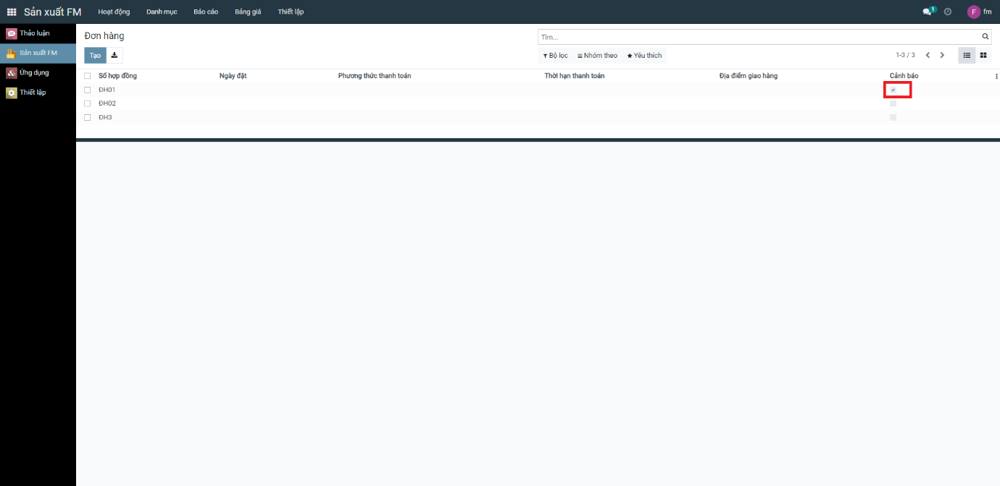 Sản xuất FM Hoạt động Danh mục Báo cáo Bảng giá Thiết lập 1 F fm
Thảo luận
Sản xuất FM
Ứng dụng
Thiết lập
Đơn hàng
Tìm...
Tạo
Bộ lọc Nhóm theo Yêu thích 1-3 / 3
Số hợp đồng Ngày đặt Phương thức thanh toán Thời hạn thanh toán Địa điểm giao hàng Cảnh báo
ĐH01
ĐH02
ĐH3